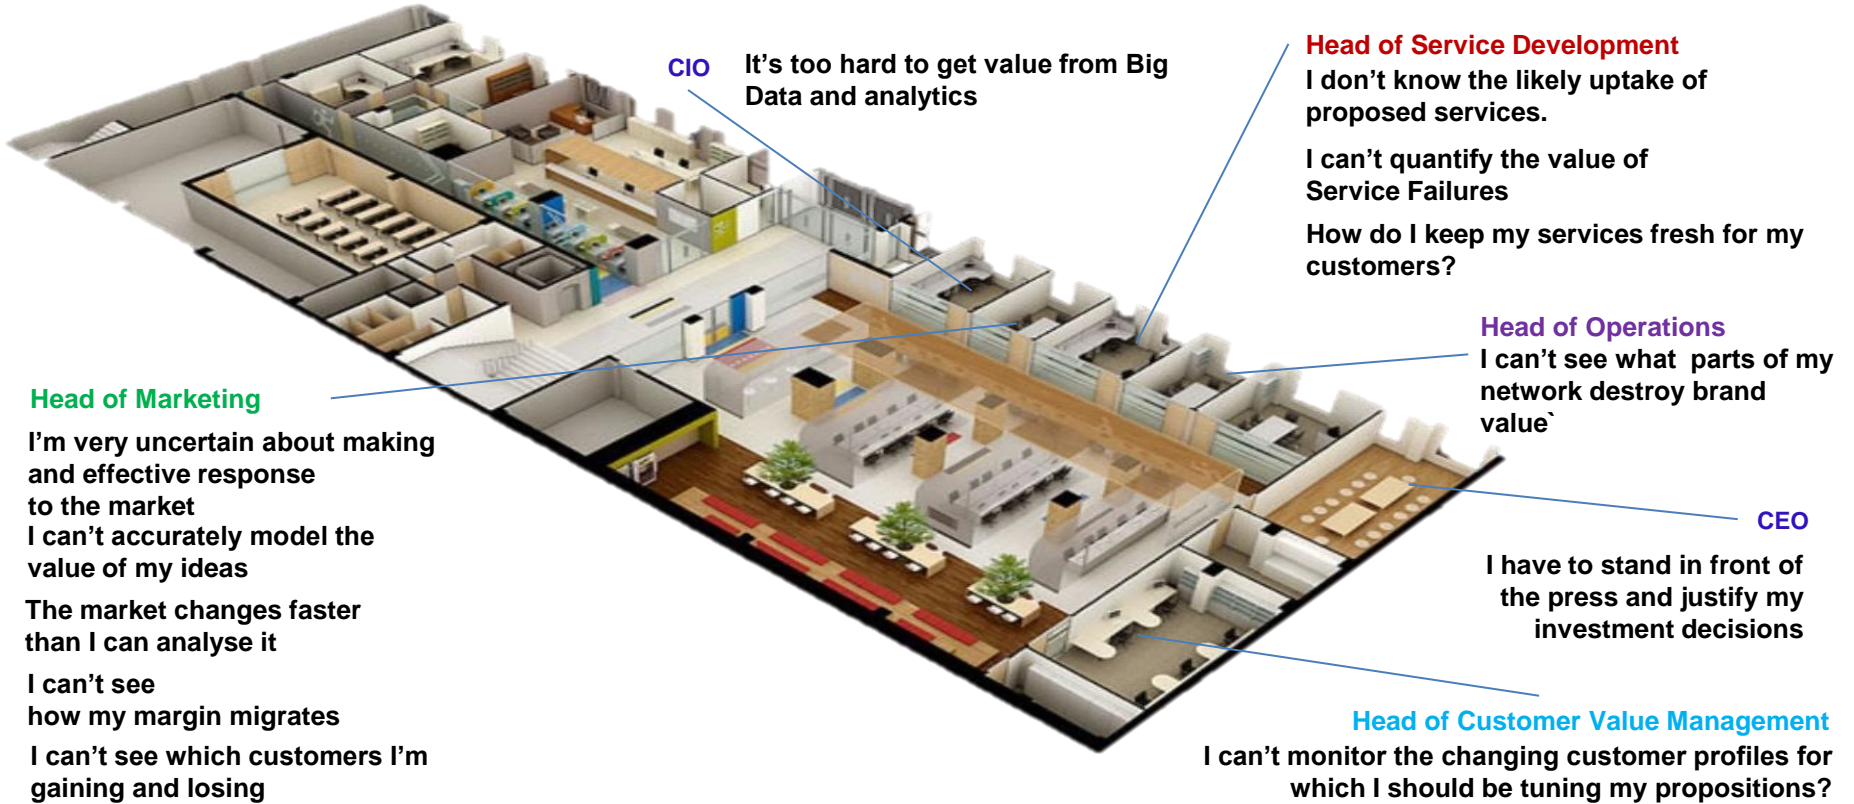 CIO
It's too hard to get value from Big
Data and analytics
Head of Service Development
I don't know the likely uptake of
proposed services.
I can't quantify the value of
Service Failures
How do I keep my services fresh for my
customers?
Head of Operations
I can't see what  parts of my
network destroy brand
value`
Head of Marketing
I'm very uncertain about making
and effective response
to the market
I can't accurately model the
value of my ideas
The market changes faster
than I can analyse it
I can't see
how my margin migrates
I can't see which customers I'm
gaining and losing
CEO
I have to stand in front of
the press and justify my
investment decisions
Head of Customer Value Management
I can't monitor the changing customer profiles for
which I should be tuning my propositions?